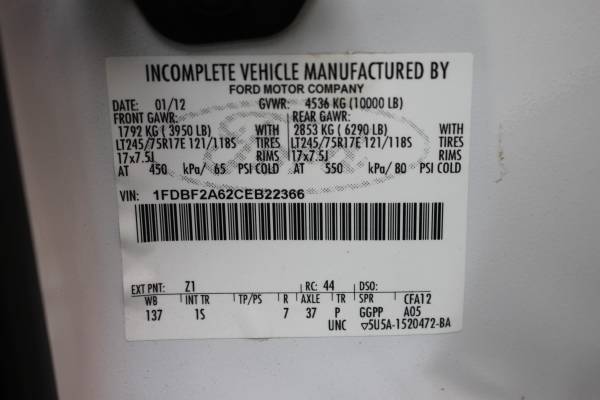 INCOMPLETE VEHICLE MANUFACTURED BY
FORD MOTOR COMPANY
DATE: 01/12 GVWR: 4536 KG (10000 LB)
FRONT GAWR: REAR GAWR:
1792 KG ( 3950 LB) WITH 2853 KG ( 6290 LB) WITH
LT245/75R17E 121/118S TIRES LT245/75R17E 121/118S TIRES
17x7.5J RIMS 17x7.5J RIMS
AT 450 kPa/ 65 PSI COLD AT 550 kPa/ 80 PSI COLD
VIN: 1FDBF2A62CEB22366
EXT PNT: Z1 RC: 44 DSO:
WB INT TR TP/PS R AXLE TR SPR CFA12
137 1S 7 37 P GGPP A05
UNC ▽5U5A-1520472-BA